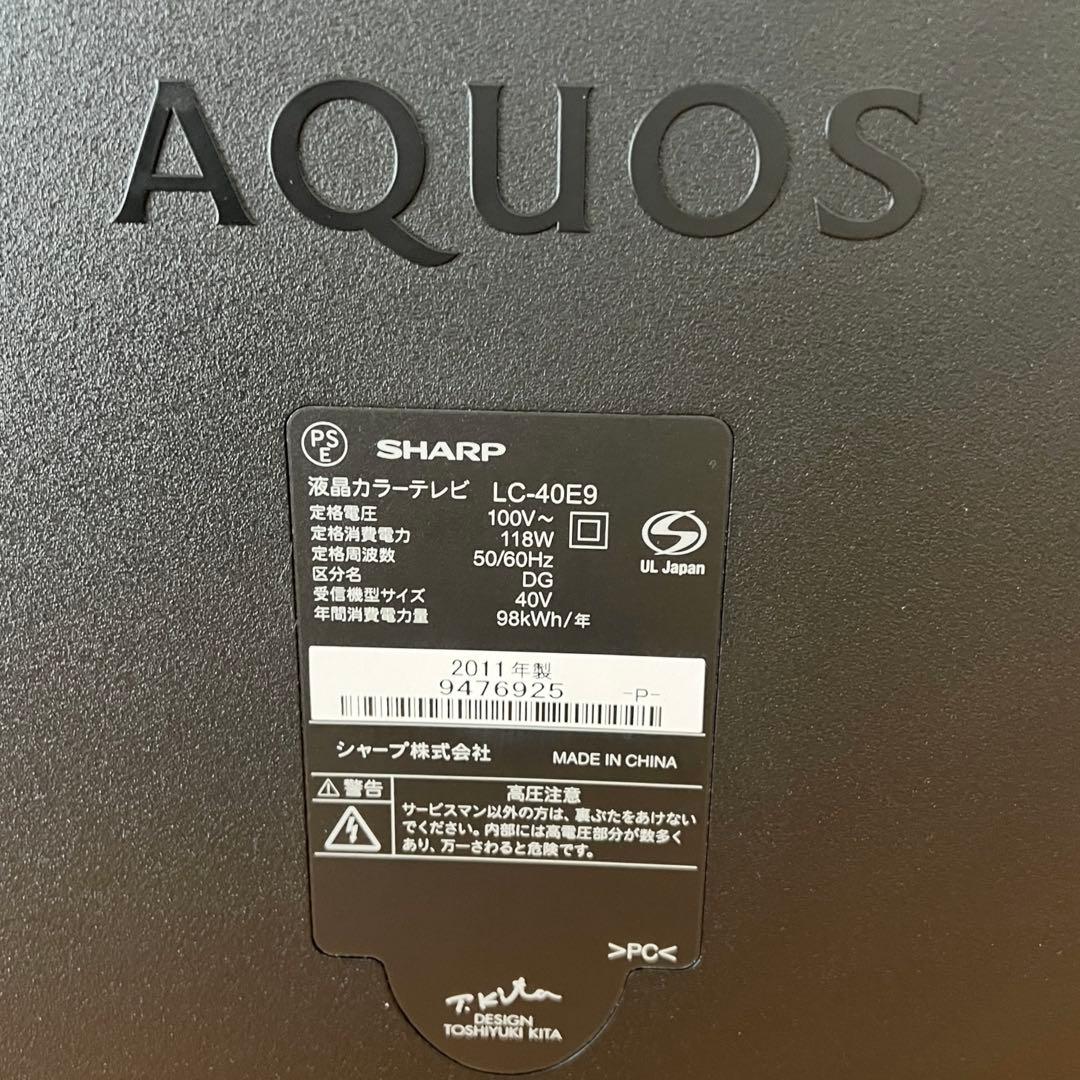 AQUOS
PSE SHARP
液晶カラーテレビ LC-40E9
定格電圧 100V～
定格消費電力 118W
定格周波数 50/60Hz
区分名 DG
受信機型サイズ 40V
年間消費電力量 98kWh/年
UL Japan
2011年製
9476925 -P-
シャープ株式会社 MADE IN CHINA
⚠警告
高圧注意
サービスマン以外の方は、裏ぶたをあけない
でください。内部には高電圧部分が数多く
あり、万一さわると危険です。
>PC<
T.Kita
DESIGN
TOSHIYUKI KITA